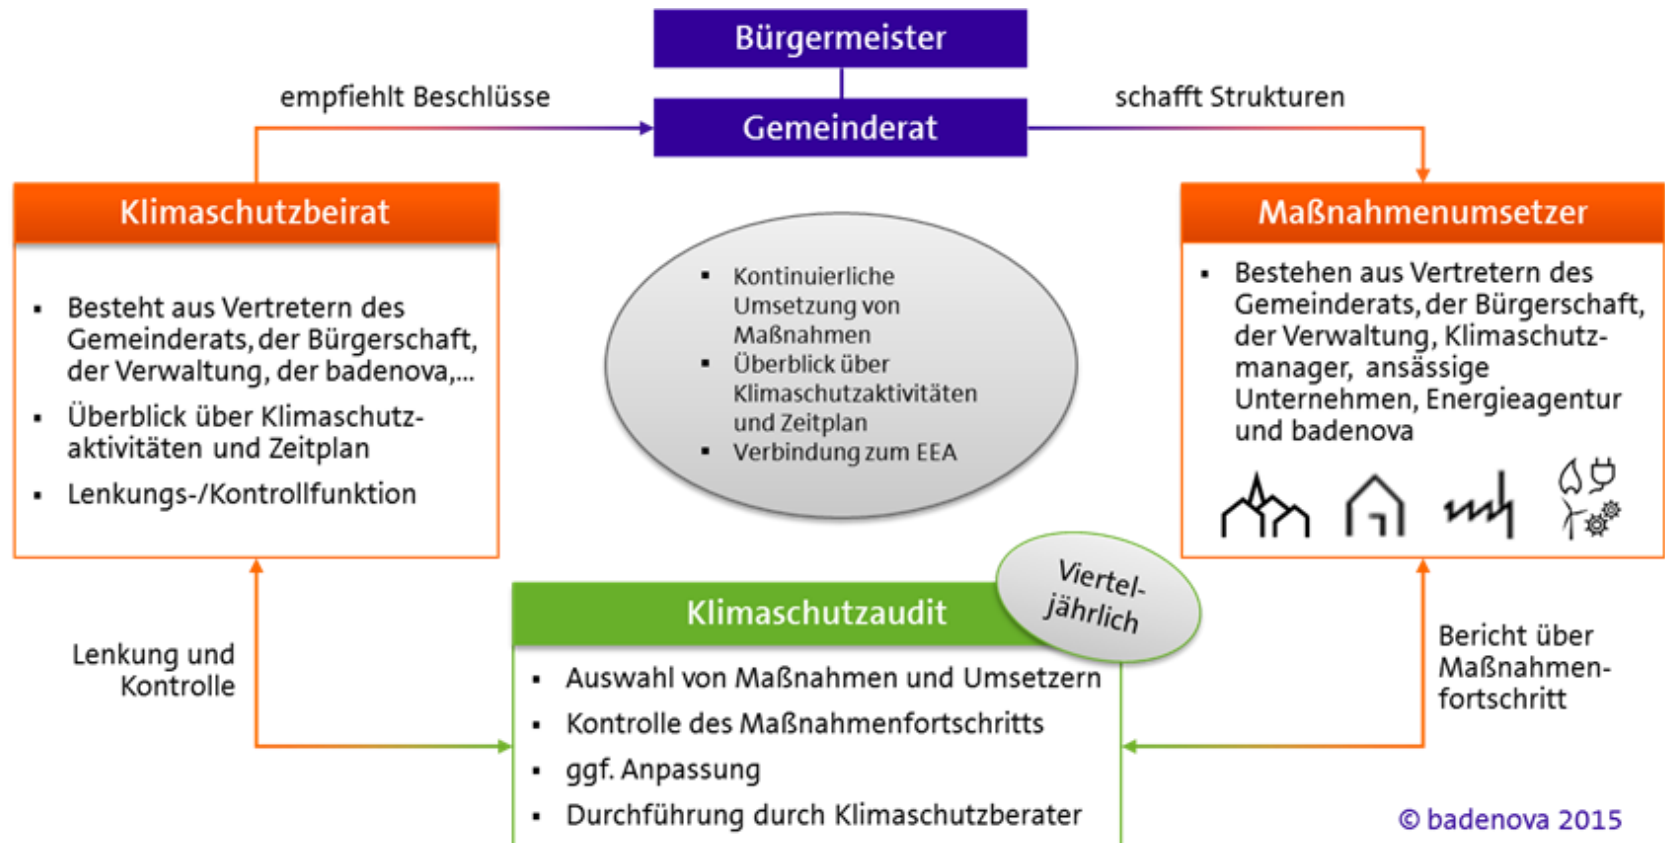 Bürgermeister
empfiehlt Beschlüsse
schafft Strukturen
Gemeinderat
Klimaschutzbeirat
▪ Besteht aus Vertretern des
Gemeinderats, der Bürgerschaft,
der Verwaltung, der badenova,...
▪ Überblick über Klimaschutz-
aktivitäten und Zeitplan
▪ Lenkungs-/Kontrollfunktion
▪ Kontinuierliche
Umsetzung von
Maßnahmen
▪ Überblick über
Klimaschutzaktivitäten
und Zeitplan
▪ Verbindung zum EEA
Maßnahmenumsetzer
▪ Bestehen aus Vertretern des
Gemeinderats, der Bürgerschaft,
der Verwaltung, Klimaschutz-
manager, ansässige
Unternehmen, Energieagentur
und badenova
Lenkung und
Kontrolle
Klimaschutzaudit
Viertel-
jährlich
▪ Auswahl von Maßnahmen und Umsetzern
▪ Kontrolle des Maßnahmenfortschritts
▪ ggf. Anpassung
▪ Durchführung durch Klimaschutzberater
Bericht über
Maßnahmen-
fortschritt
© badenova 2015